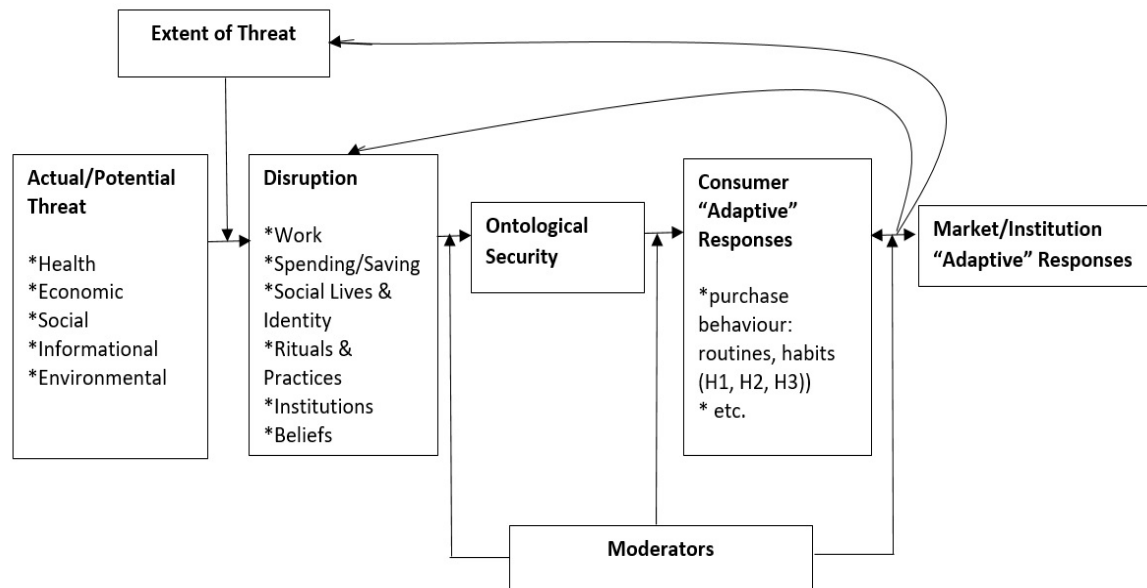 Extent of Threat
Actual/Potential
Threat
*Health
*Economic
*Social
*Informational
*Environmental
Disruption
*Work
*Spending/Saving
*Social Lives &
Identity
*Rituals &
Practices
*Institutions
*Beliefs
Ontological
Security
Consumer
“Adaptive”
Responses
*purchase
behaviour:
routines, habits
(H1, H2, H3))
* etc.
Market/Institution
“Adaptive” Responses
Moderators